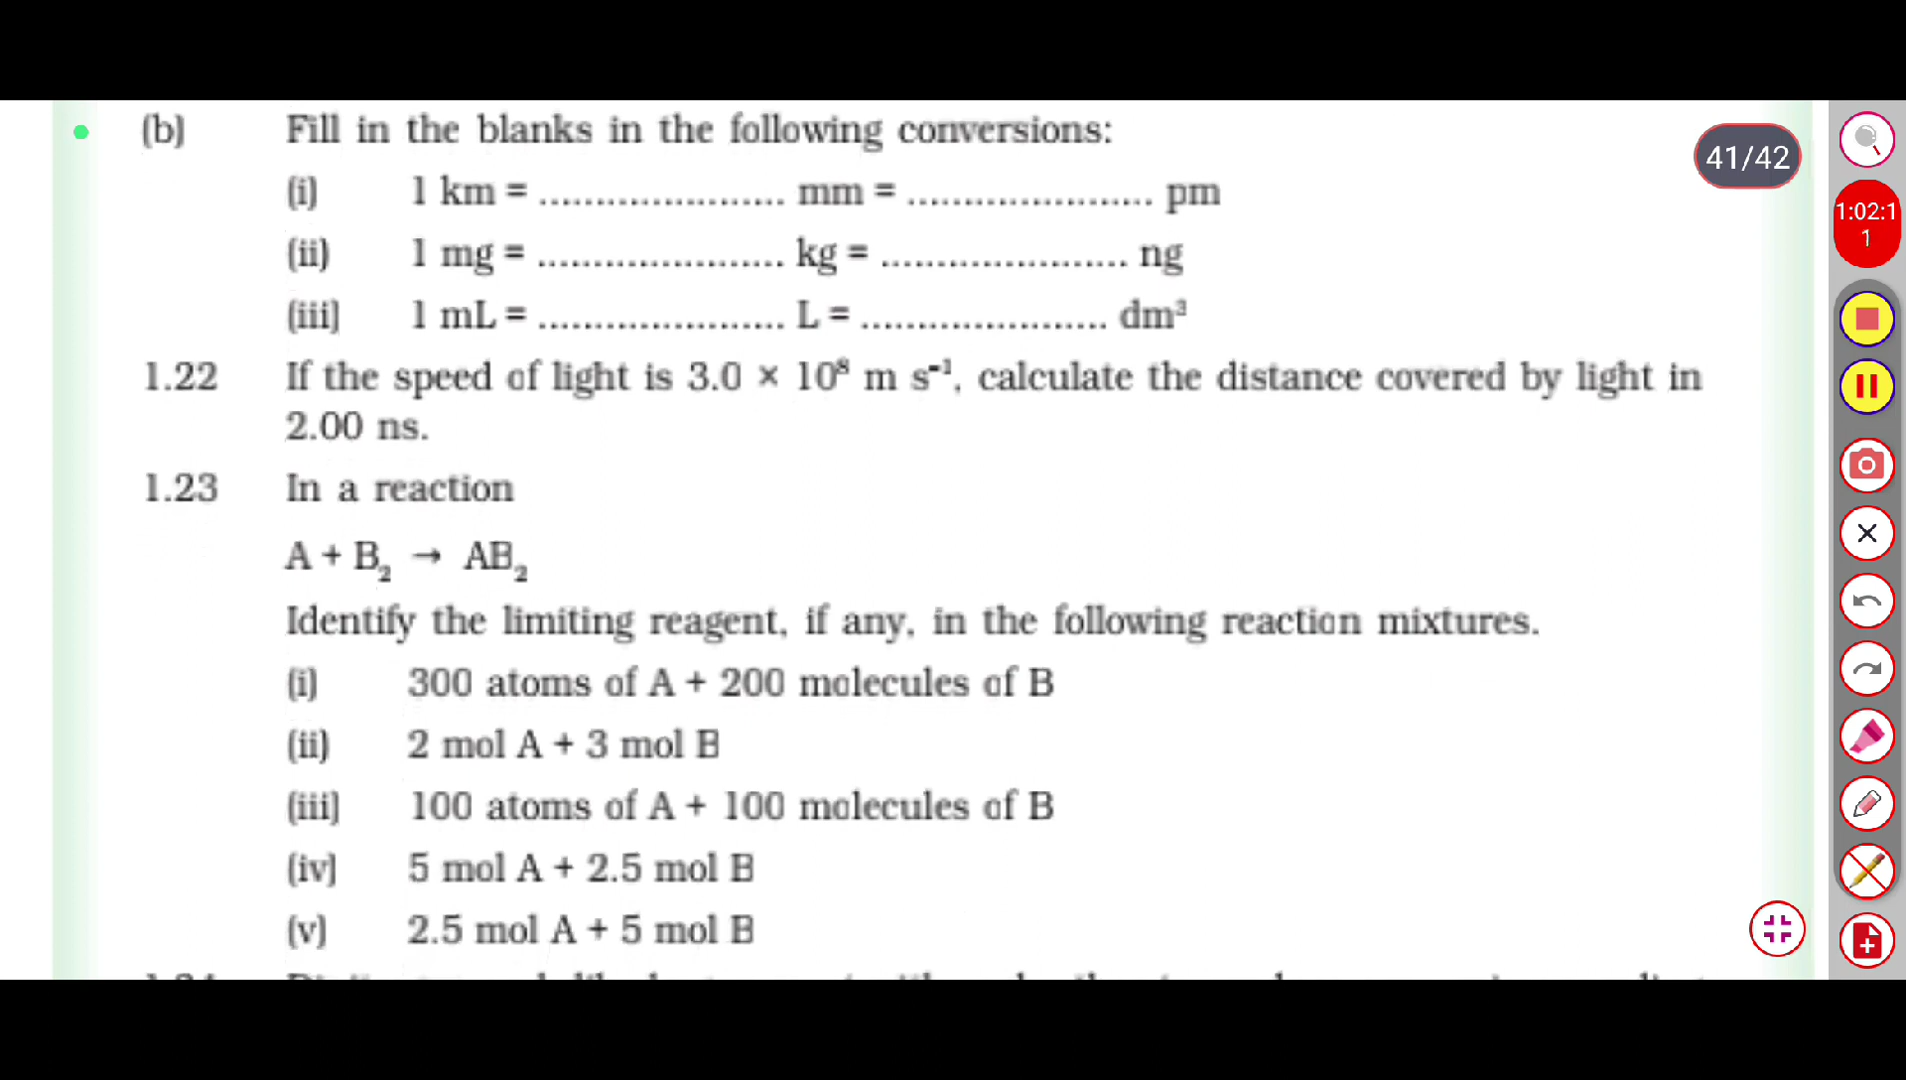 (b) Fill in the blanks in the following conversions:
41/42
(i) 1 km = ...................... mm = ...................... pm
1:02:1
1
(ii) 1 mg = ...................... kg = ...................... ng
(iii) 1 mL = ...................... L = ...................... dm³
1.22 If the speed of light is 3.0 × 10⁸ m s⁻¹, calculate the distance covered by light in
2.00 ns.
1.23 In a reaction
A + B₂ → AB₂
Identify the limiting reagent, if any, in the following reaction mixtures.
(i) 300 atoms of A + 200 molecules of B
(ii) 2 mol A + 3 mol B
(iii) 100 atoms of A + 100 molecules of B
(iv) 5 mol A + 2.5 mol B
(v) 2.5 mol A + 5 mol B